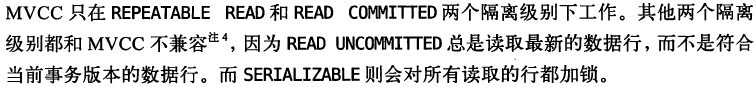 MVCC 只在 REPEATABLE READ 和 READ COMMITTED 两个隔离级别下工作。其他两个隔离
级别都和 MVCC 不兼容注4，因为 READ UNCOMMITTED 总是读取最新的数据行，而不是符合
当前事务版本的数据行。而 SERIALIZABLE 则会对所有读取的行都加锁。